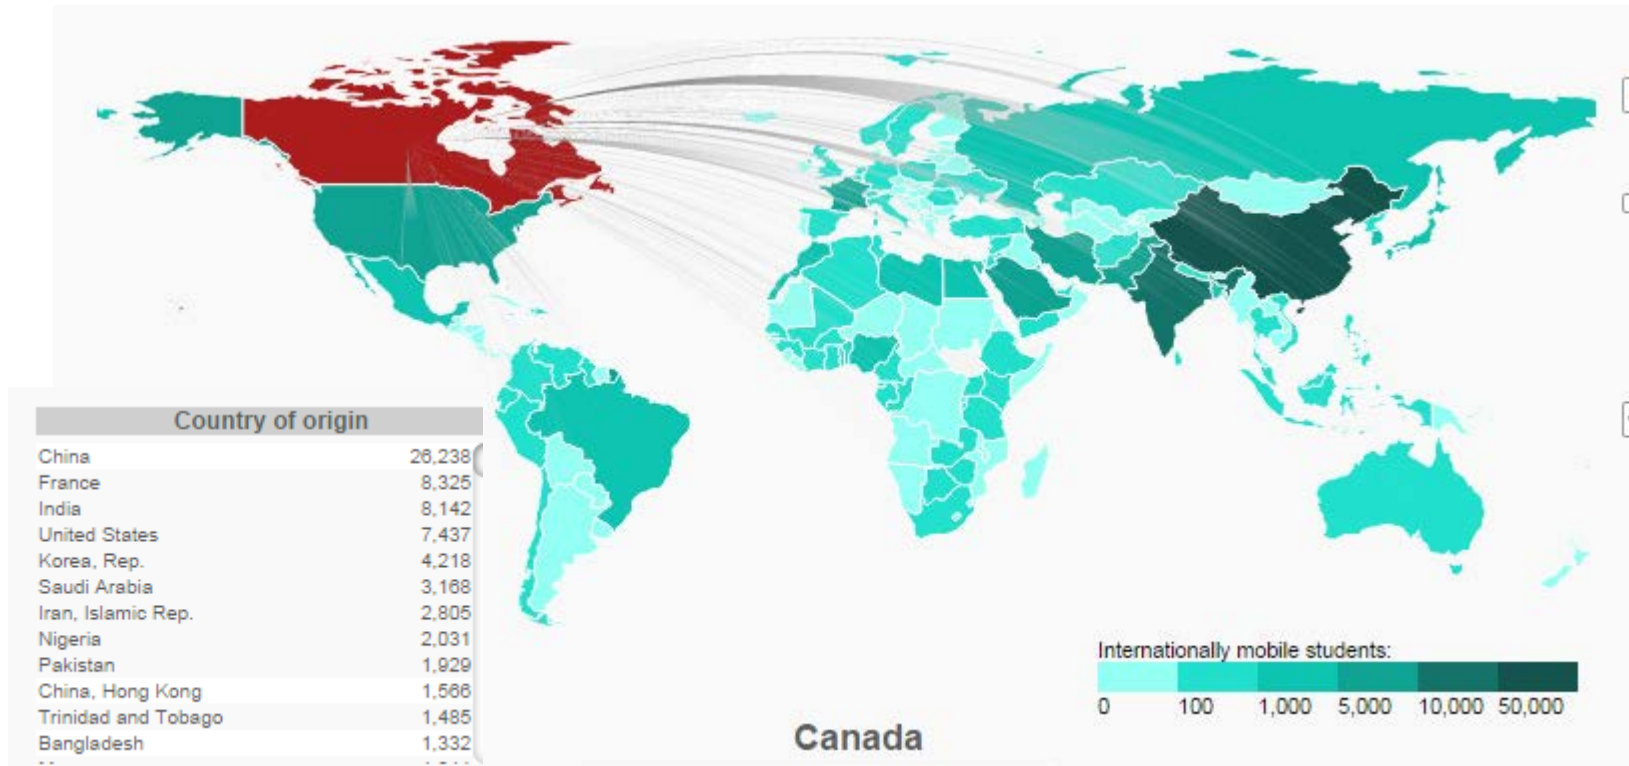 Country of origin
China 26,238
France 8,325
India 8,142
United States 7,437
Korea, Rep. 4,218
Saudi Arabia 3,168
Iran, Islamic Rep. 2,805
Nigeria 2,031
Pakistan 1,929
China, Hong Kong 1,566
Trinidad and Tobago 1,485
Bangladesh 1,332
Internationally mobile students:
0 100 1,000 5,000 10,000 50,000
Canada